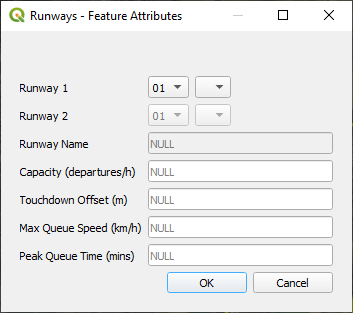 Runways - Feature Attributes
Runway 1 01
Runway 2 01
Runway Name NULL
Capacity (departures/h) NULL
Touchdown Offset (m) NULL
Max Queue Speed (km/h) NULL
Peak Queue Time (mins) NULL
OK Cancel